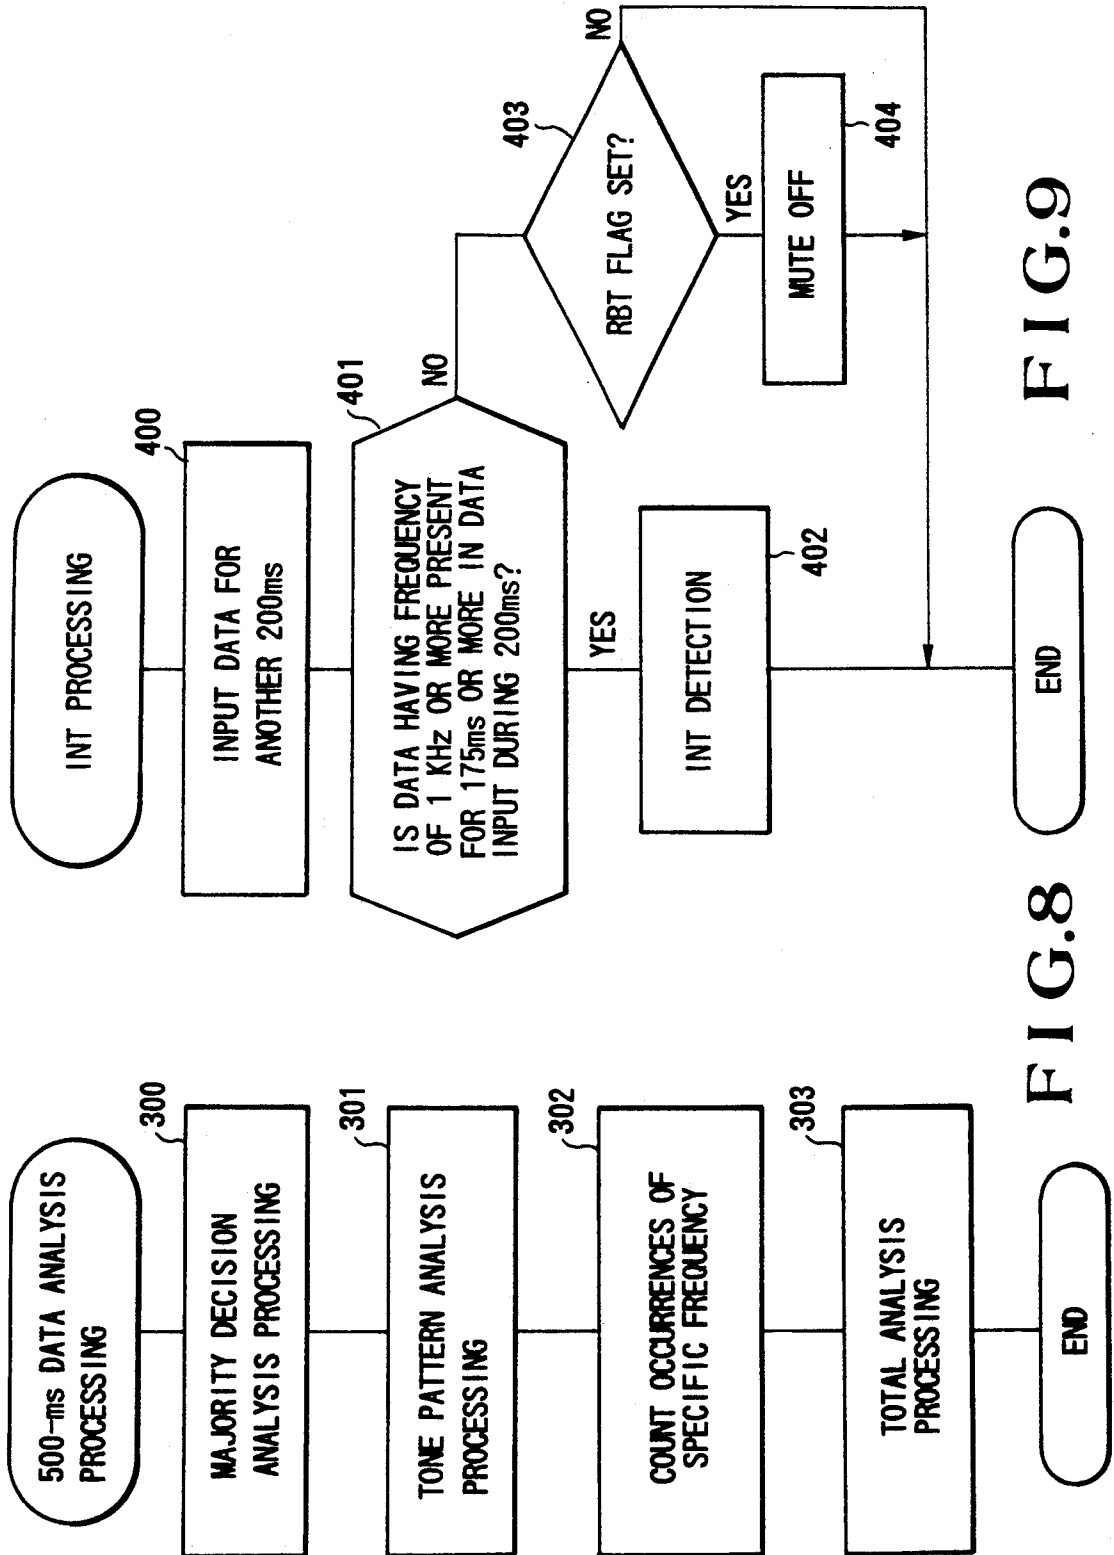 500-ms DATA ANALYSIS
PROCESSING
300
MAJORITY DECISION
ANALYSIS PROCESSING
301
TONE PATTERN ANALYSIS
PROCESSING
302
COUNT OCCURRENCES OF
SPECIFIC FREQUENCY
303
TOTAL ANALYSIS
PROCESSING
END
FIG.8
INT PROCESSING
400
INPUT DATA FOR
ANOTHER 200ms
401
IS DATA HAVING FREQUENCY
OF 1 KHz OR MORE PRESENT
FOR 175ms OR MORE IN DATA
INPUT DURING 200ms?
NO
YES
402
INT DETECTION
403
RBT FLAG SET?
NO
YES
404
MUTE OFF
END
FIG.9